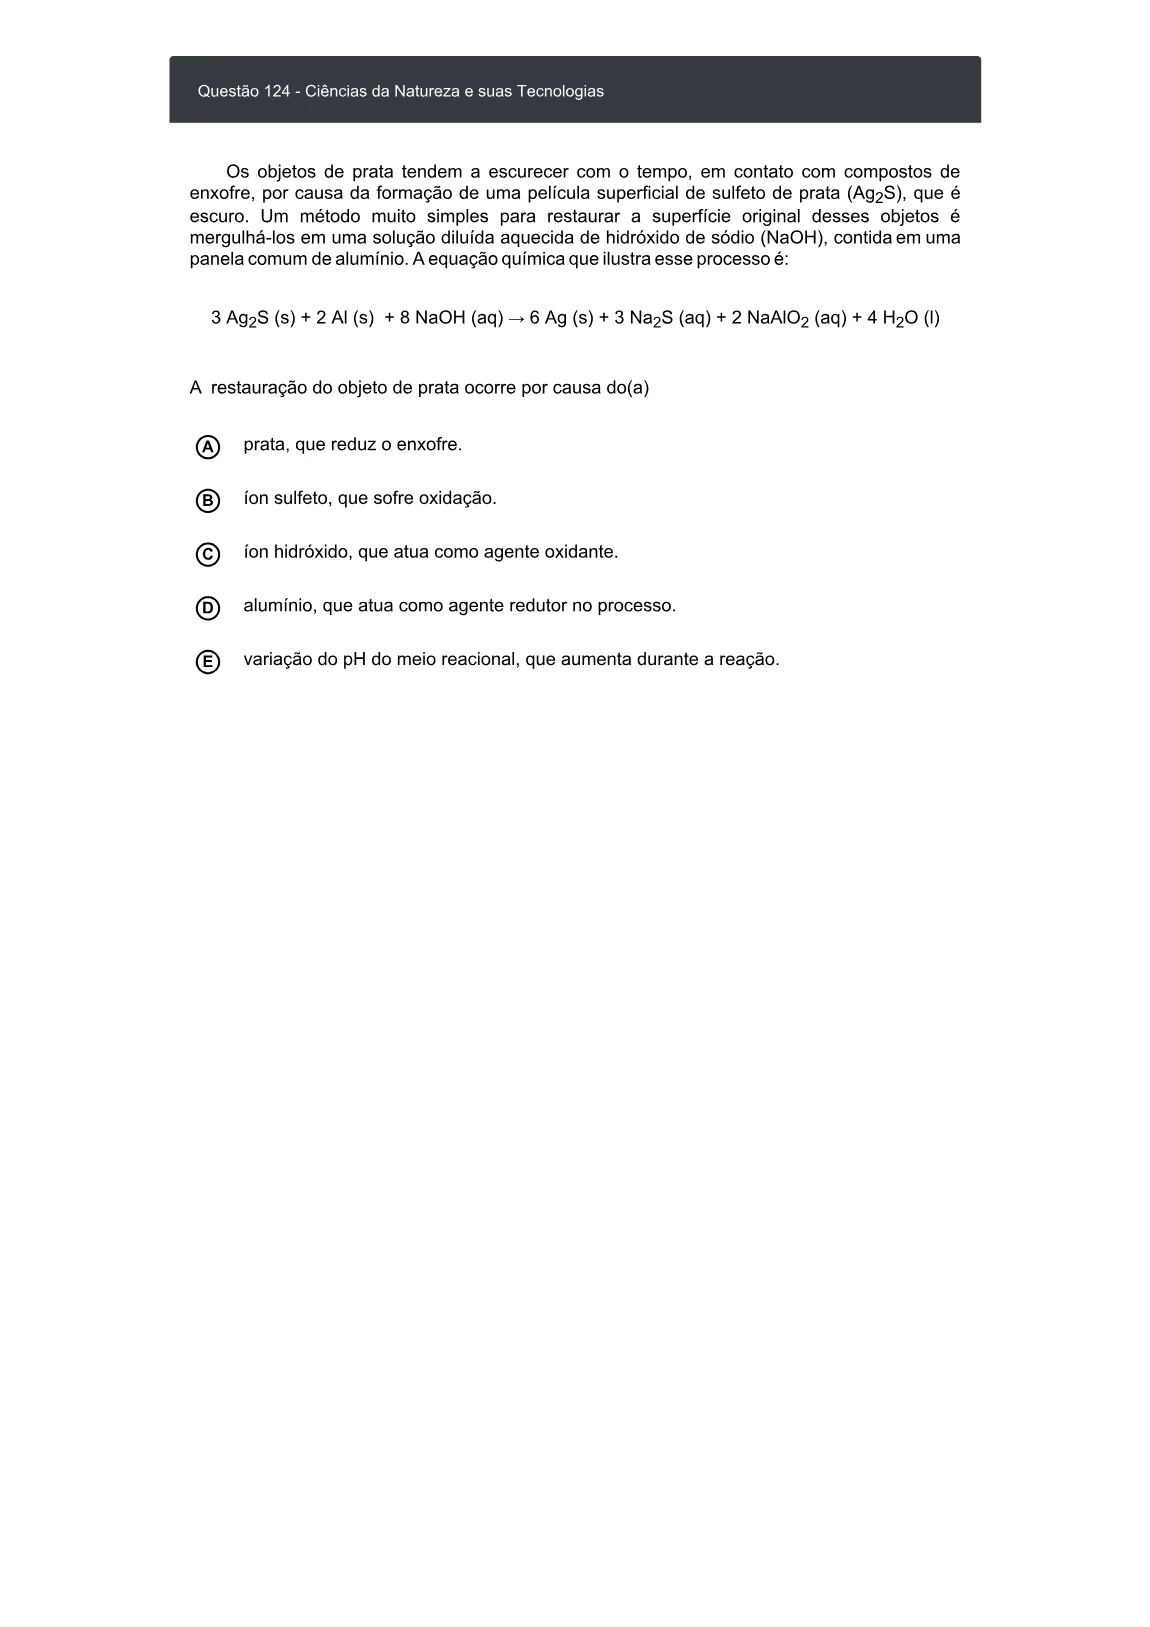 Questão 124 - Ciências da Natureza e suas Tecnologias
Os objetos de prata tendem a escurecer com o tempo, em contato com compostos de
enxofre, por causa da formação de uma película superficial de sulfeto de prata (Ag₂S), que é
escuro. Um método muito simples para restaurar a superfície original desses objetos é
mergulhá-los em uma solução diluída aquecida de hidróxido de sódio (NaOH), contida em uma
panela comum de alumínio. A equação química que ilustra esse processo é:
3 Ag₂S (s) + 2 Al (s) + 8 NaOH (aq) → 6 Ag (s) + 3 Na₂S (aq) + 2 NaAlO₂ (aq) + 4 H₂O (l)
A restauração do objeto de prata ocorre por causa do(a)
A prata, que reduz o enxofre.
B íon sulfeto, que sofre oxidação.
C íon hidróxido, que atua como agente oxidante.
D alumínio, que atua como agente redutor no processo.
E variação do pH do meio reacional, que aumenta durante a reação.